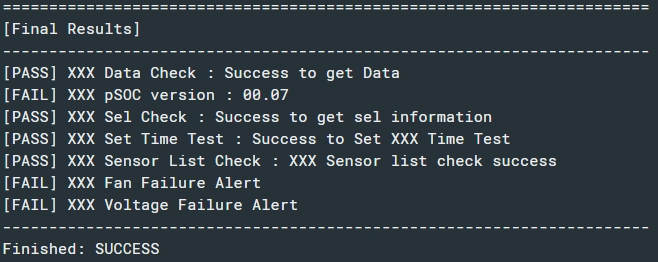 ======================================================================
[Final Results]
----------------------------------------------------------------------
[PASS] XXX Data Check : Success to get Data
[FAIL] XXX pSOC version : 00.07
[PASS] XXX Sel Check : Success to get sel information
[PASS] XXX Set Time Test : Success to Set XXX Time Test
[PASS] XXX Sensor List Check : XXX Sensor list check success
[FAIL] XXX Fan Failure Alert
[FAIL] XXX Voltage Failure Alert
----------------------------------------------------------------------
Finished: SUCCESS